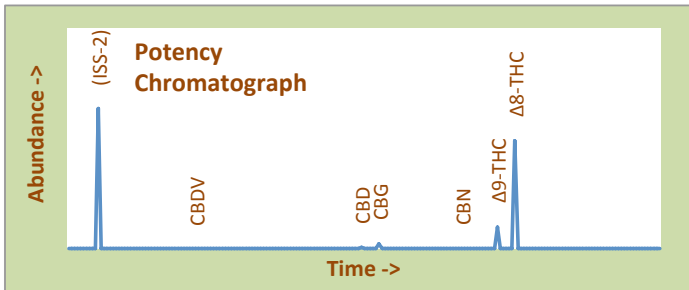 Potency
Chromatograph
Abundance ->
(ISS-2)
CBDV
CBD
CBG
CBN
Δ9-THC
Δ8-THC
Time ->